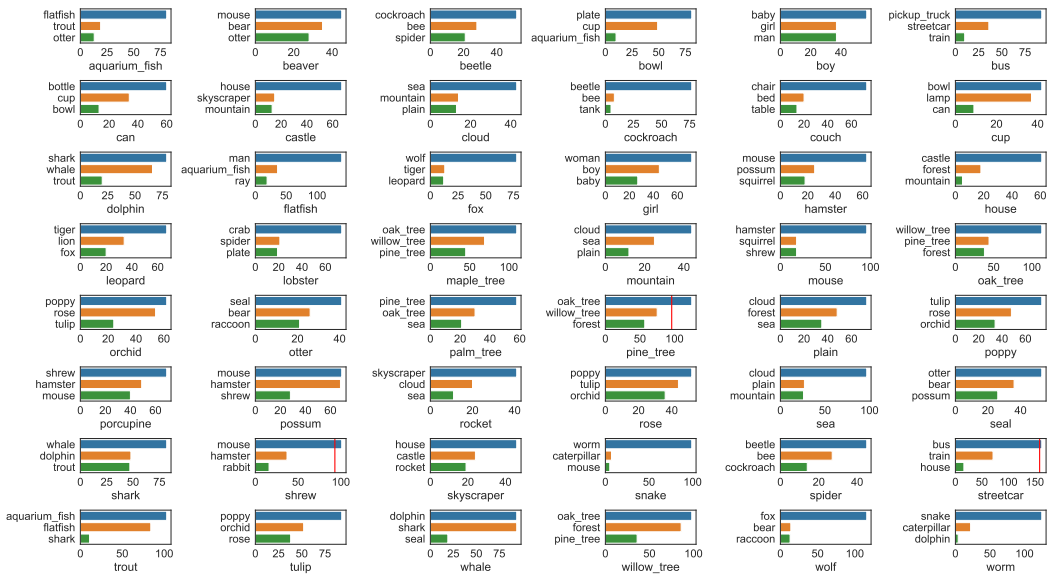 flatfish mouse cockroach plate baby pickup_truck
trout bear bee cup girl streetcar
otter otter spider aquarium_fish man train
0 25 50 75 0 20 40 0 20 40 0 25 50 75 0 20 40 0 25 50 75
aquarium_fish beaver beetle bowl boy bus
bottle house sea beetle chair bowl
cup skyscraper mountain bee bed lamp
bowl mountain plain tank table can
0 20 40 60 0 20 40 60 0 20 40 0 25 50 75 0 20 40 60 0 20 40
can castle cloud cockroach couch cup
shark man wolf woman mouse castle
whale aquarium_fish tiger boy possum forest
trout ray leopard baby squirrel mountain
0 25 50 75 0 50 100 0 25 50 75 0 20 40 60 0 20 40 60 0 20 40 60
dolphin flatfish fox girl hamster house
tiger crab oak_tree cloud hamster willow_tree
lion spider willow_tree sea squirrel pine_tree
fox plate pine_tree plain shrew forest
0 20 40 60 0 20 40 60 0 50 100 0 20 40 0 50 100 0 50 100
leopard lobster maple_tree mountain mouse oak_tree
poppy seal pine_tree oak_tree cloud tulip
rose bear oak_tree willow_tree forest rose
tulip raccoon sea forest sea orchid
0 20 40 60 0 20 40 0 20 40 60 0 50 100 0 20 40 60 80 0 20 40 60
orchid otter palm_tree pine_tree plain poppy
shrew mouse skyscraper poppy cloud otter
hamster hamster cloud tulip plain bear
mouse shrew sea orchid mountain possum
0 20 40 60 0 20 40 60 0 20 40 0 20 40 0 50 100 0 20 40
porcupine possum rocket rose sea seal
whale mouse house worm beetle bus
dolphin hamster castle caterpillar bee train
trout rabbit rocket mouse cockroach house
0 25 50 75 0 50 100 0 20 40 0 50 100 0 20 40 0 50 100 150
shark shrew skyscraper snake spider streetcar
aquarium_fish poppy dolphin oak_tree fox snake
flatfish orchid shark forest bear caterpillar
shark rose seal pine_tree raccoon dolphin
0 50 100 0 25 50 75 0 25 50 75 0 50 100 0 50 100 0 50 100
trout tulip whale willow_tree wolf worm